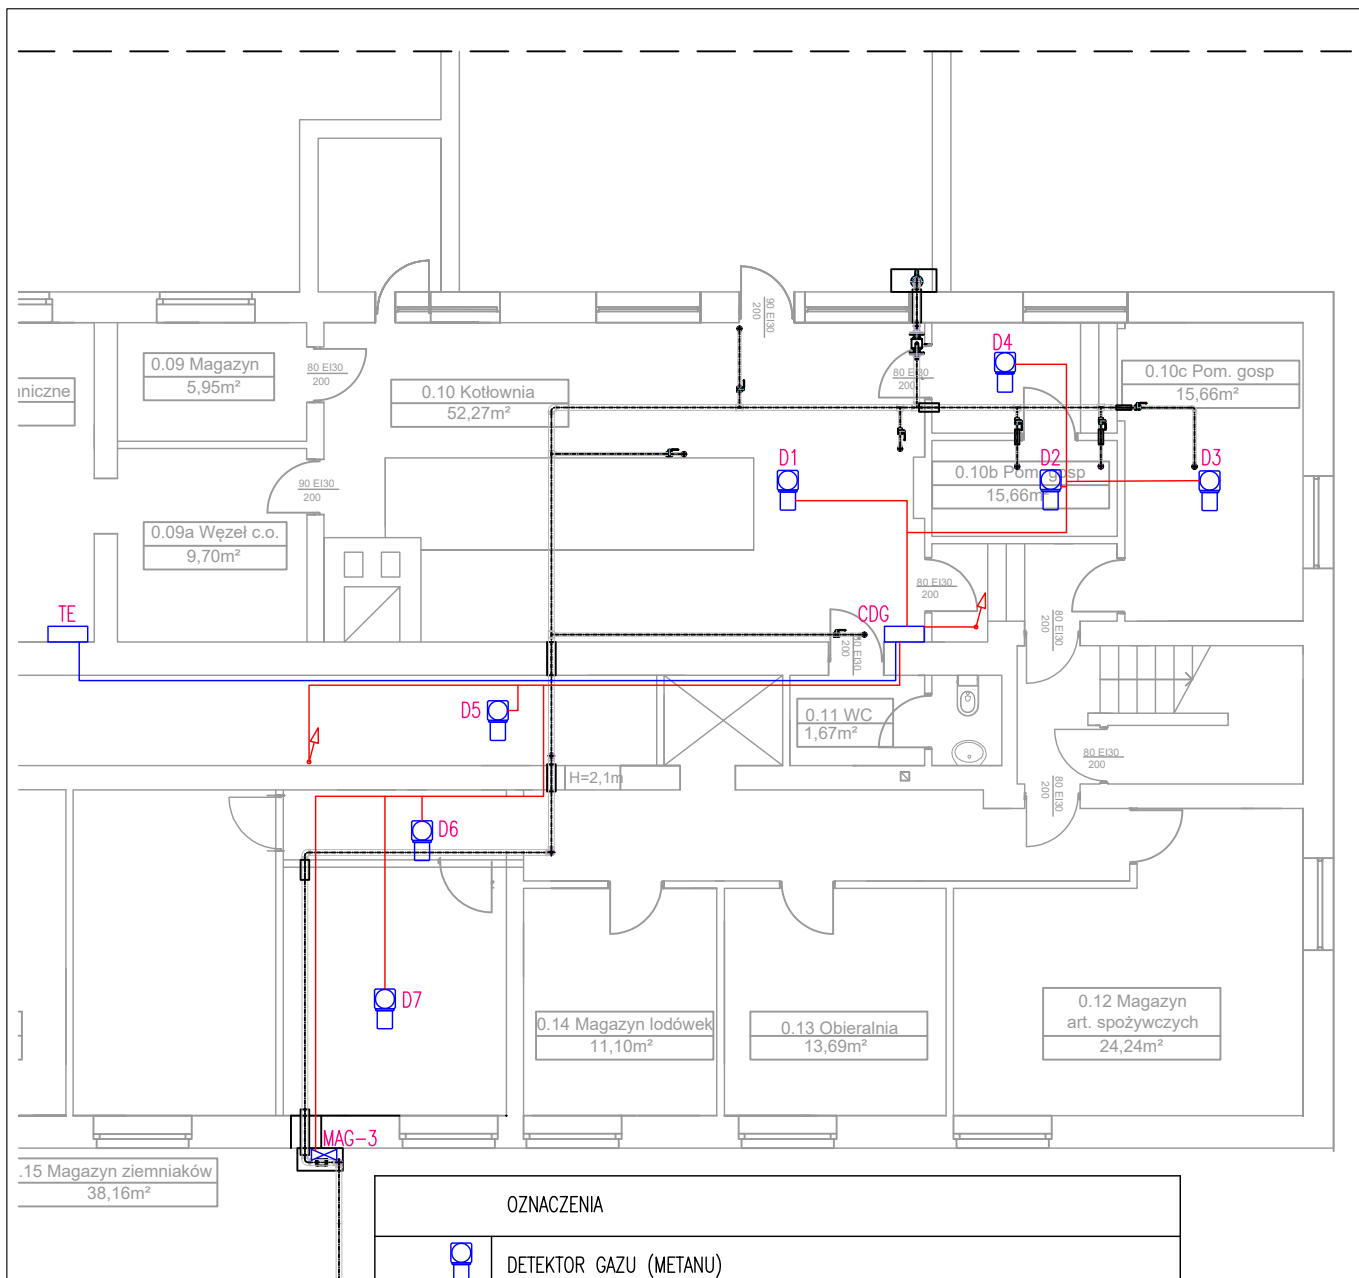 90 EI30
200
D4
0.09 Magazyn
5,95m²
80 EI30
200
hniczne
0.10 Kotłownia
52,27m²
80 EI30
200
0.10c Pom. gosp
15,66m²
D1
0.10b Pom. gosp
15,66m²
D2
D3
90 EI30
200
0.09a Węzeł c.o.
9,70m²
TE
CDG
80 EI30
200
80 EI30
200
80 EI30
200
D5
0.11 WC
1,67m²
80 EI30
200
H=2,1m
80 EI30
200
D6
D7
0.14 Magazyn lodówek
11,10m²
0.13 Obieralnia
13,69m²
0.12 Magazyn
art. spożywczych
24,24m²
MAG-3
.15 Magazyn ziemniaków
38,16m²
OZNACZENIA
DETEKTOR GAZU (METANU)